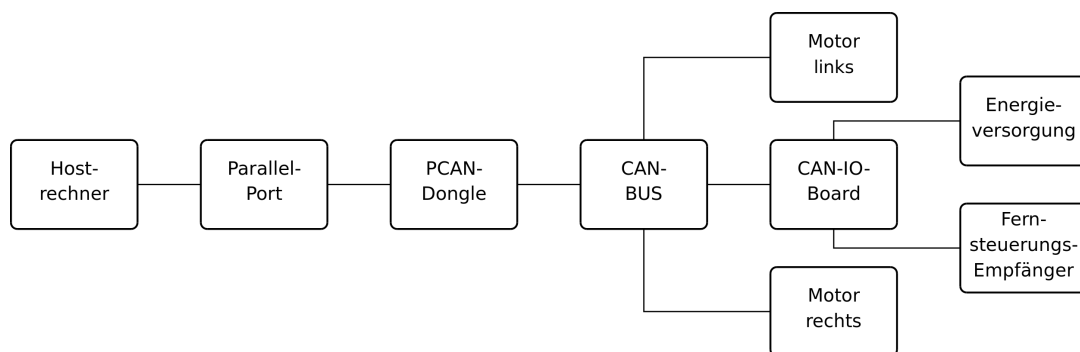 Motor
links
Energie-
versorgung
Host-
rechner
Parallel-
Port
PCAN-
Dongle
CAN-
BUS
CAN-IO-
Board
Fern-
steuerungs-
Empfänger
Motor
rechts